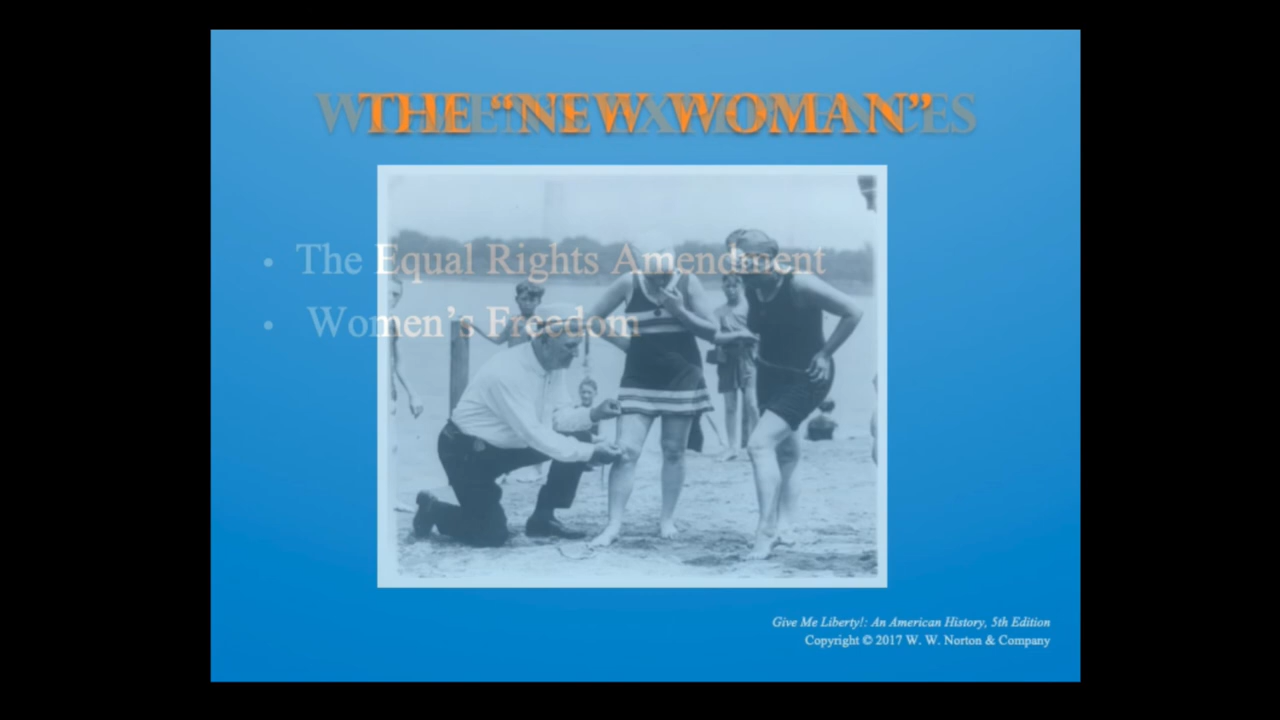 THE “NEW WOMAN”
• The Equal Rights Amendment
• Women’s Freedom
Give Me Liberty!: An American History, 5th Edition
Copyright © 2017 W. W. Norton & Company